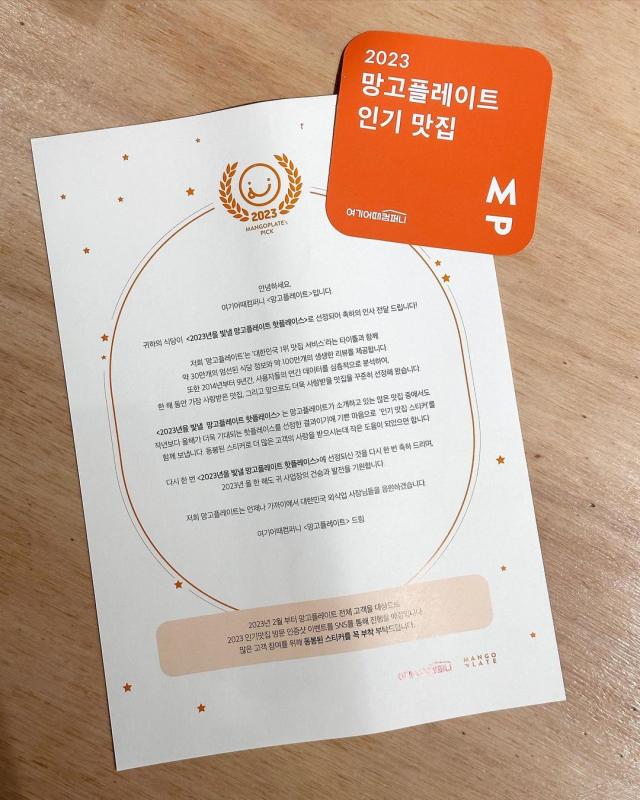 2023
망고플레이트
인기 맛집
여기어때컴퍼니
MP
2023
MANGOPLATE's
PICK
안녕하세요,
여기어때컴퍼니 <망고플레이트>입니다.
귀하의 식당이 <2023년을 빛낼 망고플레이트 핫플레이스>로 선정되어 축하의 인사 전달 드립니다!
저희 '망고플레이트'는 '대한민국 1위 맛집 서비스'라는 타이틀과 함께
약 30만개의 엄선된 식당 정보와 약 100만개의 생생한 리뷰를 제공합니다.
또한 2014년부터 9년간, 사용자들의 연간 데이터를 심층적으로 분석하여,
한 해 동안 가장 사랑받은 맛집, 그리고 앞으로도 더욱 사랑받을 맛집을 꾸준히 선정해 왔습니다.
<2023년을 빛낼 망고플레이트 핫플레이스> 는 망고플레이트가 소개하고 있는 많은 맛집 중에서도
작년보다 올해가 더욱 기대되는 핫플레이스를 선정한 결과이기에 기쁜 마음으로 '인기 맛집 스티커'를
함께 보냅니다. 동봉된 스티커로 더 많은 고객의 사랑을 받으시는데 작은 도움이 되었으면 합니다.
다시 한 번 <2023년을 빛낼 망고플레이트 핫플레이스>에 선정되신 것을 다시 한 번 축하 드리며,
2023년 올 한 해도 귀 사업장의 건승과 발전을 기원합니다.
저희 망고플레이트는 언제나 가까이에서 대한민국 외식업 사장님들을 응원하겠습니다.
여기어때컴퍼니 <망고플레이트> 드림
2023년 2월 부터 망고플레이트 전체 고객을 대상으로
2023 인기맛집 방문 인증샷 이벤트를 SNS를 통해 진행할 예정입니다.
많은 고객 참여를 위해 동봉된 스티커를 꼭 부착 부탁드립니다.
여기어때컴퍼니
MANGO
PLATE